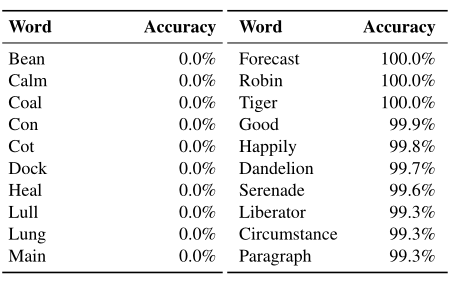 Word Accuracy Word Accuracy
Bean 0.0% Forecast 100.0%
Calm 0.0% Robin 100.0%
Coal 0.0% Tiger 100.0%
Con 0.0% Good 99.9%
Cot 0.0% Happily 99.8%
Dock 0.0% Dandelion 99.7%
Heal 0.0% Serenade 99.6%
Lull 0.0% Liberator 99.3%
Lung 0.0% Circumstance 99.3%
Main 0.0% Paragraph 99.3%